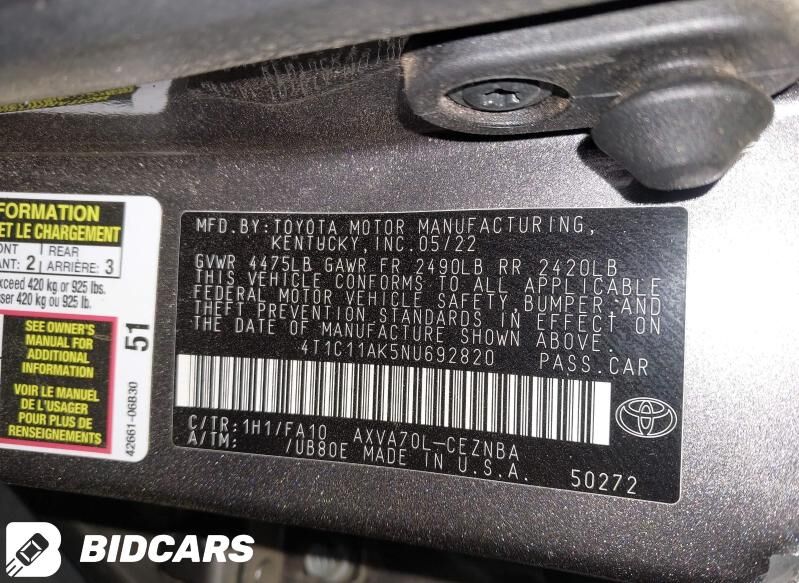 FORMATION
ET LE CHARGEMENT
ONT
ANT: 2
REAR
ARRIÈRE: 3
xceed 420 kg or 925 lbs.
ser 420 kg ou 925 lb.
SEE OWNER'S
MANUAL FOR
ADDITIONAL
INFORMATION
VOIR LE MANUEL
DE L'USAGER
POUR PLUS DE
RENSEIGNEMENTS
51
42661-06B30
MFD.BY:TOYOTA MOTOR MANUFACTURING,
KENTUCKY, INC.05/22
GVWR 4475LB GAWR FR 2490LB RR 2420LB
THIS VEHICLE CONFORMS TO ALL APPLICABLE
FEDERAL MOTOR VEHICLE SAFETY, BUMPER AND
THEFT PREVENTION STANDARDS IN EFFECT ON
THE DATE OF MANUFACTURE SHOWN ABOVE.
4T1C11AK5NU692820 PASS.CAR
C/TR:1H1/FA10 AXVA70L-CEZNBA
A/TM: /UB80E MADE IN U.S.A.
50272
BIDCARS